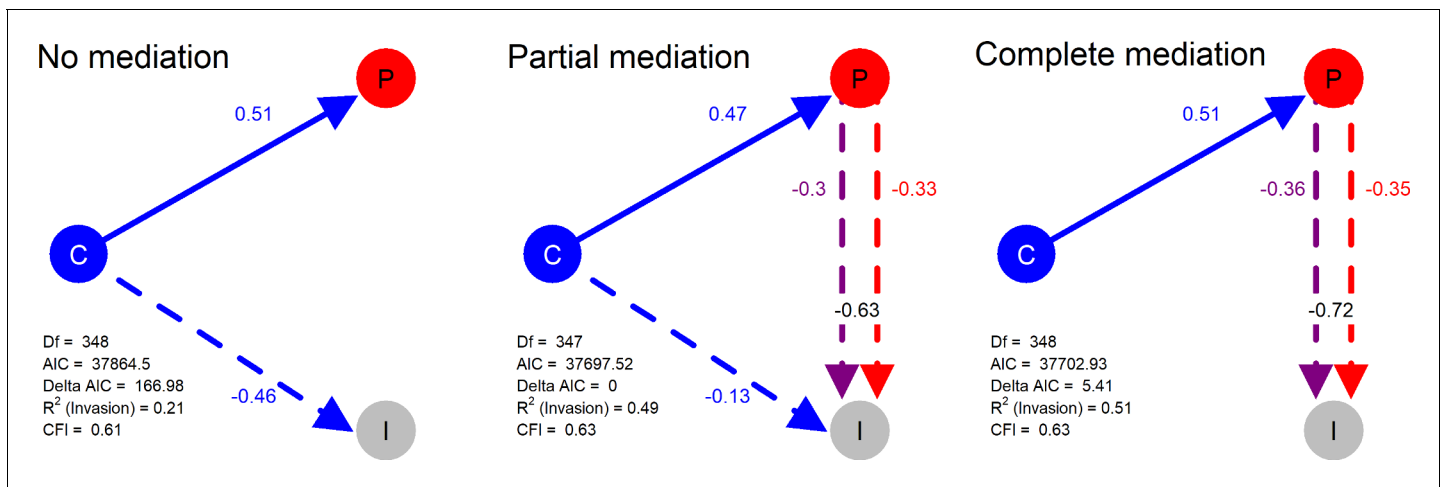 No mediation
P
0.51
C
-0.46
I
Df = 348
AIC = 37864.5
Delta AIC = 166.98
R² (Invasion) = 0.21
CFI = 0.61
Partial mediation
P
0.47
-0.3
-0.33
C
-0.63
-0.13
I
Df = 347
AIC = 37697.52
Delta AIC = 0
R² (Invasion) = 0.49
CFI = 0.63
Complete mediation
P
0.51
-0.36
-0.35
C
-0.72
I
Df = 348
AIC = 37702.93
Delta AIC = 5.41
R² (Invasion) = 0.51
CFI = 0.63